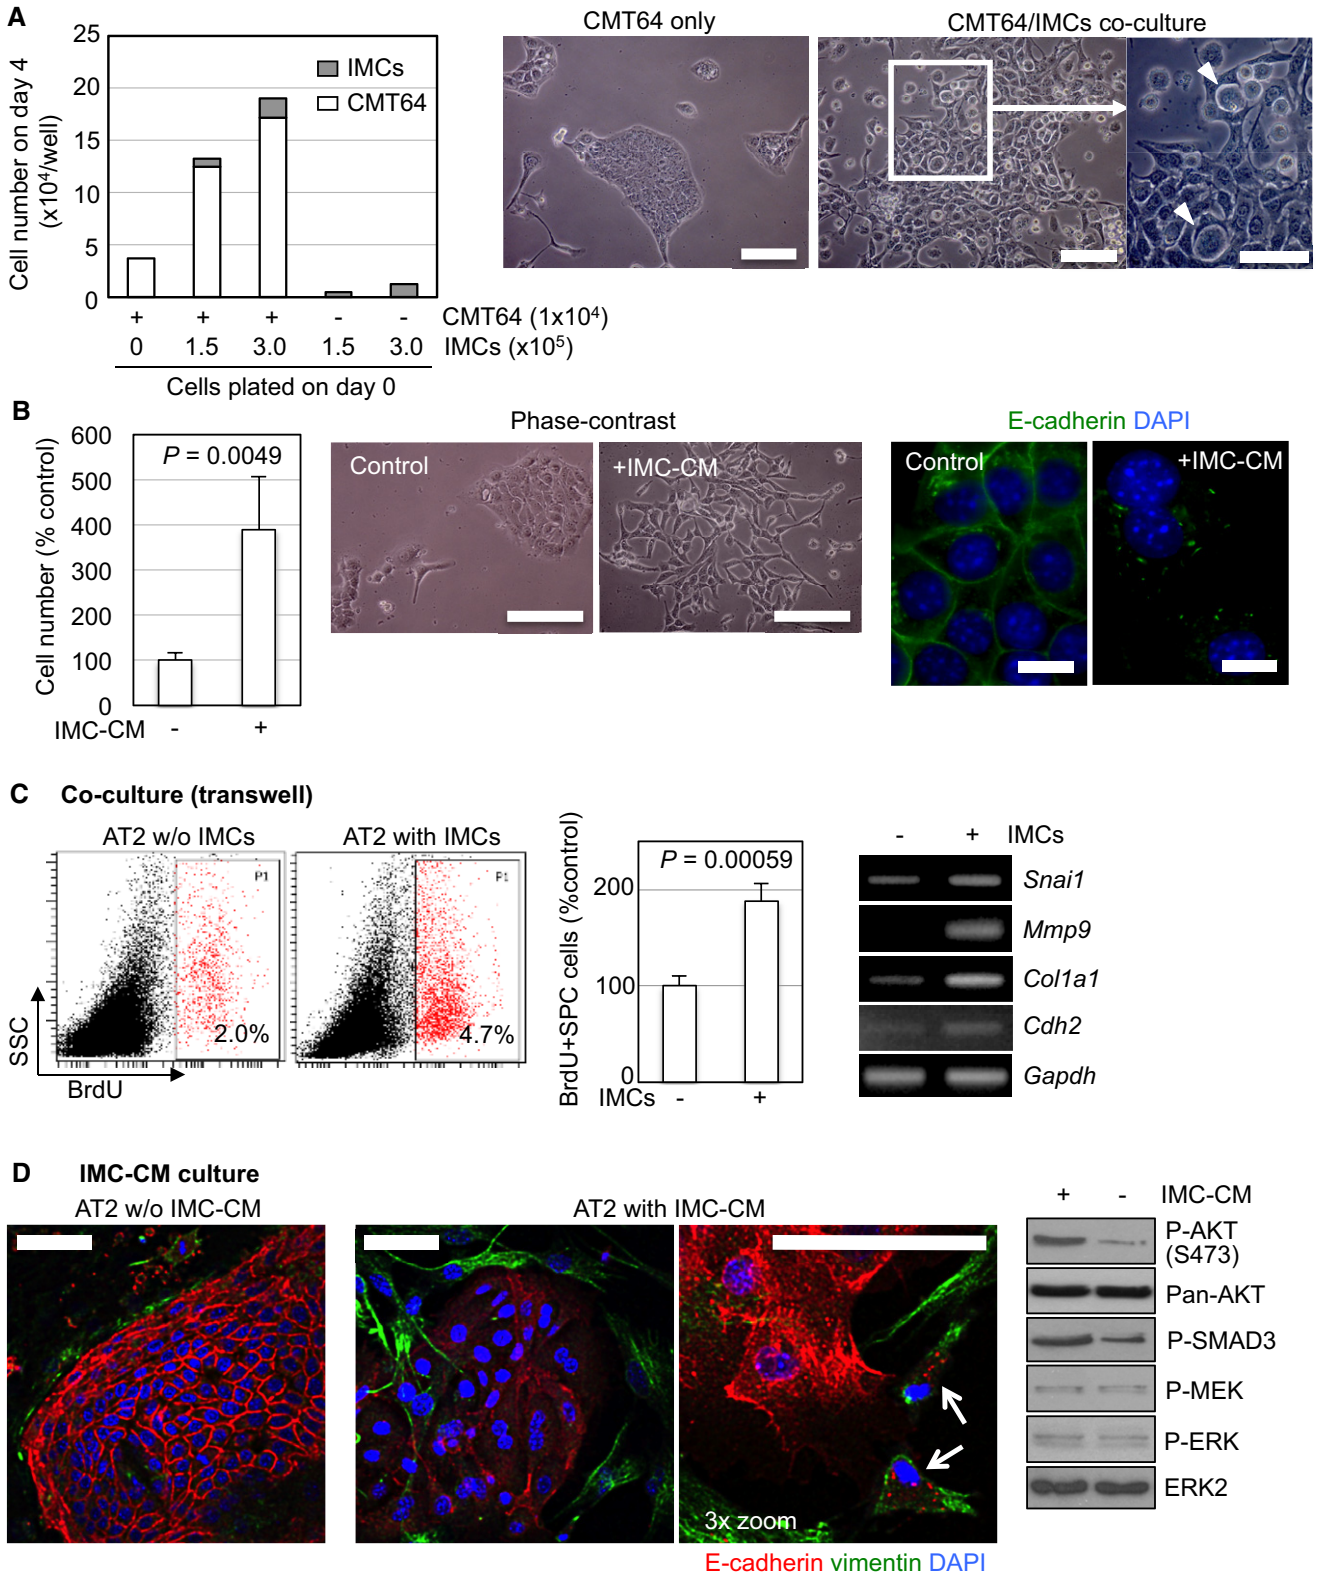 A
CMT64 only
CMT64/IMCs co-culture
25
20
15
10
5
0
Cell number on day 4
(x10⁴/well)
IMCs
CMT64
+ + + - - CMT64 (1x10⁴)
0 1.5 3.0 1.5 3.0 IMCs (x10⁵)
Cells plated on day 0
B
Phase-contrast
E-cadherin DAPI
600
500
400
300
200
100
0
Cell number (% control)
P = 0.0049
IMC-CM - +
Control
+IMC-CM
Control
+IMC-CM
C Co-culture (transwell)
AT2 w/o IMCs
AT2 with IMCs
P1
2.0%
P1
4.7%
SSC
BrdU
BrdU+SPC cells (%control)
P = 0.00059
200
100
0
IMCs - +
- + IMCs
Snai1
Mmp9
Col1a1
Cdh2
Gapdh
D IMC-CM culture
AT2 w/o IMC-CM
AT2 with IMC-CM
3x zoom
E-cadherin vimentin DAPI
+ - IMC-CM
P-AKT
(S473)
Pan-AKT
P-SMAD3
P-MEK
P-ERK
ERK2